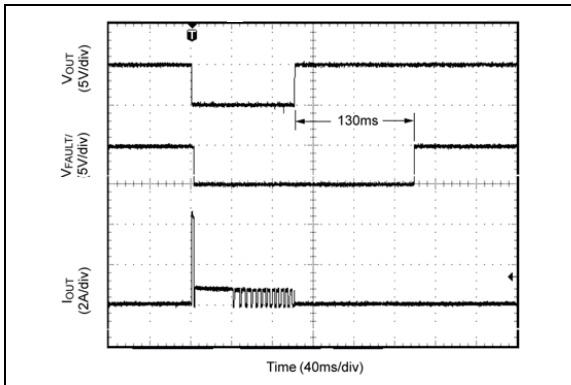 T
VOUT
(5V/div)
130ms
VFAULT/
(5V/div)
IOUT
(2A/div)
Time (40ms/div)